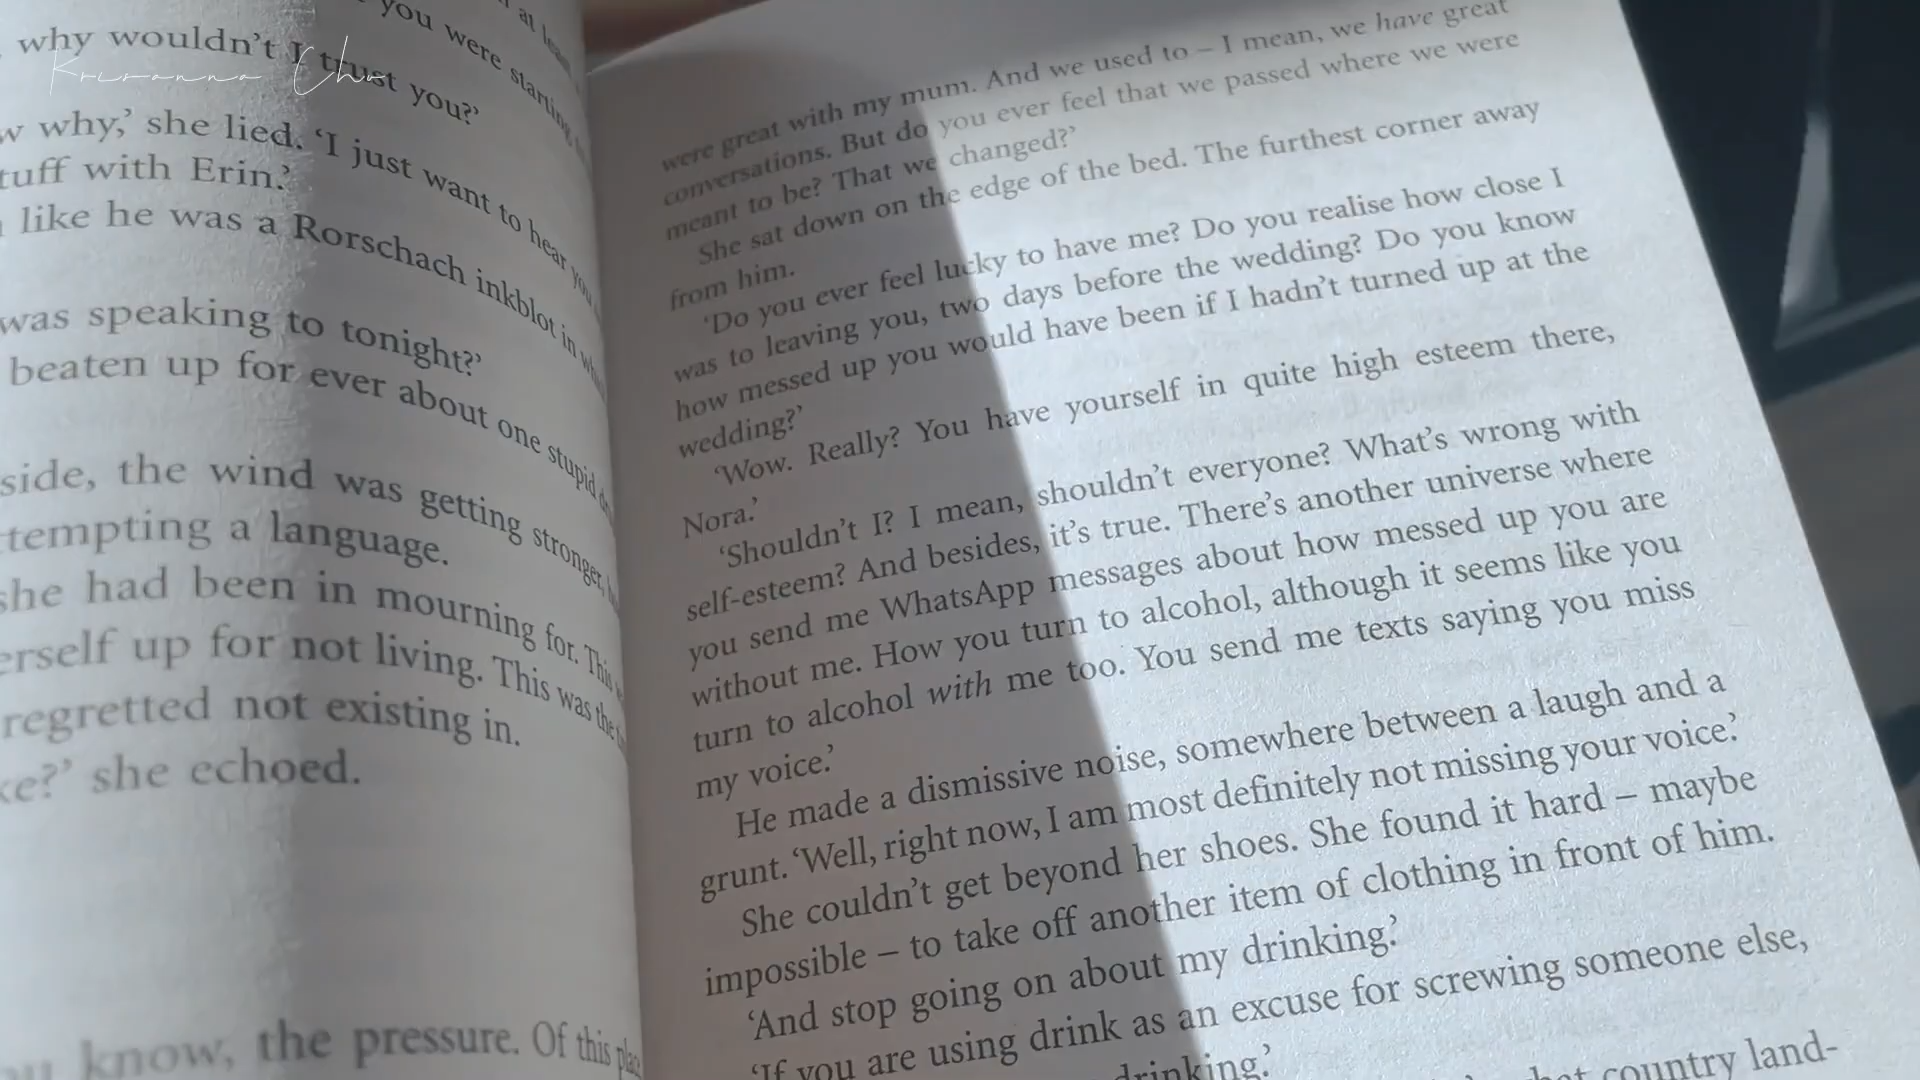 Krisanna Chu
at least
you were starting
why wouldn't I trust you?'
w why,' she lied. 'I just want to hear you
tuff with Erin.'
like he was a Rorschach inkblot in
was speaking to tonight?'
beaten up for ever about one stupid
side, the wind was getting stronger,
tempting a language.
she had been in mourning for. This
erself up for not living. This was the
regretted not existing in.
ke?' she echoed.
ou know, the pressure. Of this place
were great with my mum. And we used to – I mean, we have great
conversations. But do you ever feel that we passed where we were
meant to be? That we changed?'
She sat down on the edge of the bed. The furthest corner away
from him.
'Do you ever feel lucky to have me? Do you realise how close I
was to leaving you, two days before the wedding? Do you know
how messed up you would have been if I hadn't turned up at the
wedding?'
'Wow. Really? You have yourself in quite high esteem there,
Nora.'
'Shouldn't I? I mean, shouldn't everyone? What's wrong with
self-esteem? And besides, it's true. There's another universe where
you send me WhatsApp messages about how messed up you are
without me. How you turn to alcohol, although it seems like you
turn to alcohol with me too. You send me texts saying you miss
my voice.'
He made a dismissive noise, somewhere between a laugh and a
grunt. 'Well, right now, I am most definitely not missing your voice.'
She couldn't get beyond her shoes. She found it hard – maybe
impossible – to take off another item of clothing in front of him.
'And stop going on about my drinking.'
'If you are using drink as an excuse for screwing someone else,
drinking.'
country land-